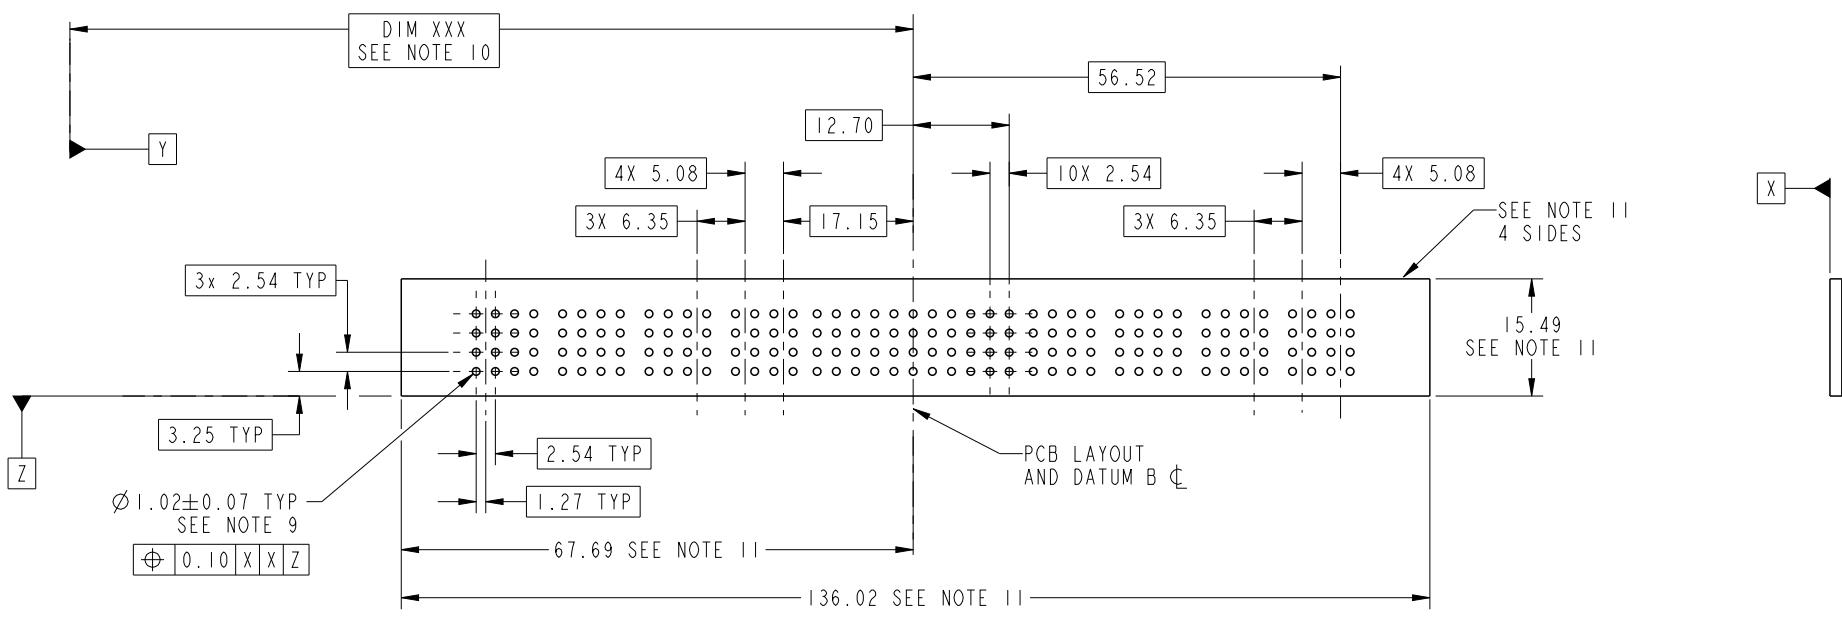 DIM XXX
SEE NOTE 10
56.52
12.70
Y
4X 5.08
10X 2.54
4X 5.08
X
3X 6.35
17.15
3X 6.35
SEE NOTE 11
4 SIDES
3x 2.54 TYP
15.49
SEE NOTE 11
3.25 TYP
Z
2.54 TYP
PCB LAYOUT
AND DATUM B ℄
Ø1.02±0.07 TYP
SEE NOTE 9
1.27 TYP
⌖ 0.10 X X Z
67.69 SEE NOTE 11
136.02 SEE NOTE 11